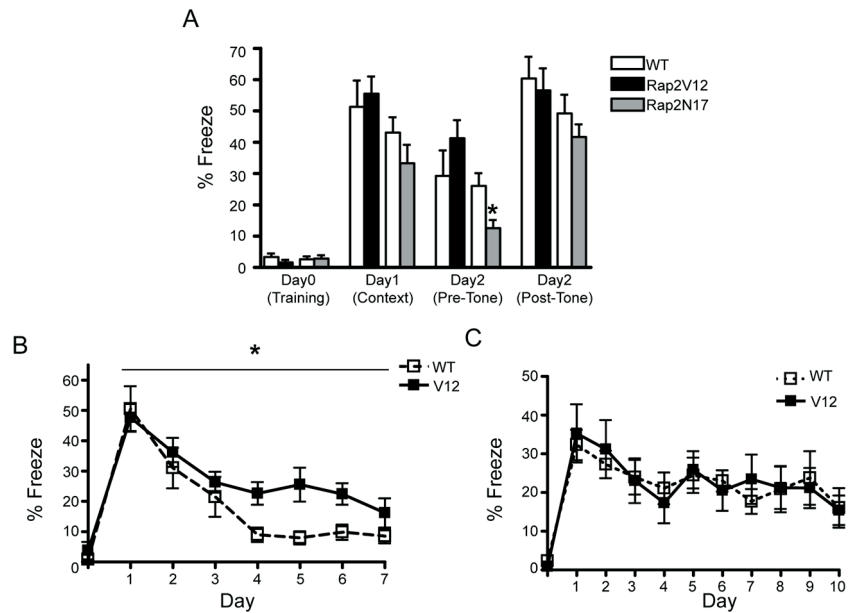 A
% Freeze
70
60
50
40
30
20
10
0
WT
Rap2V12
Rap2N17
*
Day0
(Training)
Day1
(Context)
Day2
(Pre-Tone)
Day2
(Post-Tone)
B
% Freeze
60
50
40
30
20
10
0
*
WT
V12
1 2 3 4 5 6 7
Day
C
% Freeze
50
40
30
20
10
0
WT
V12
1 2 3 4 5 6 7 8 9 10
Day